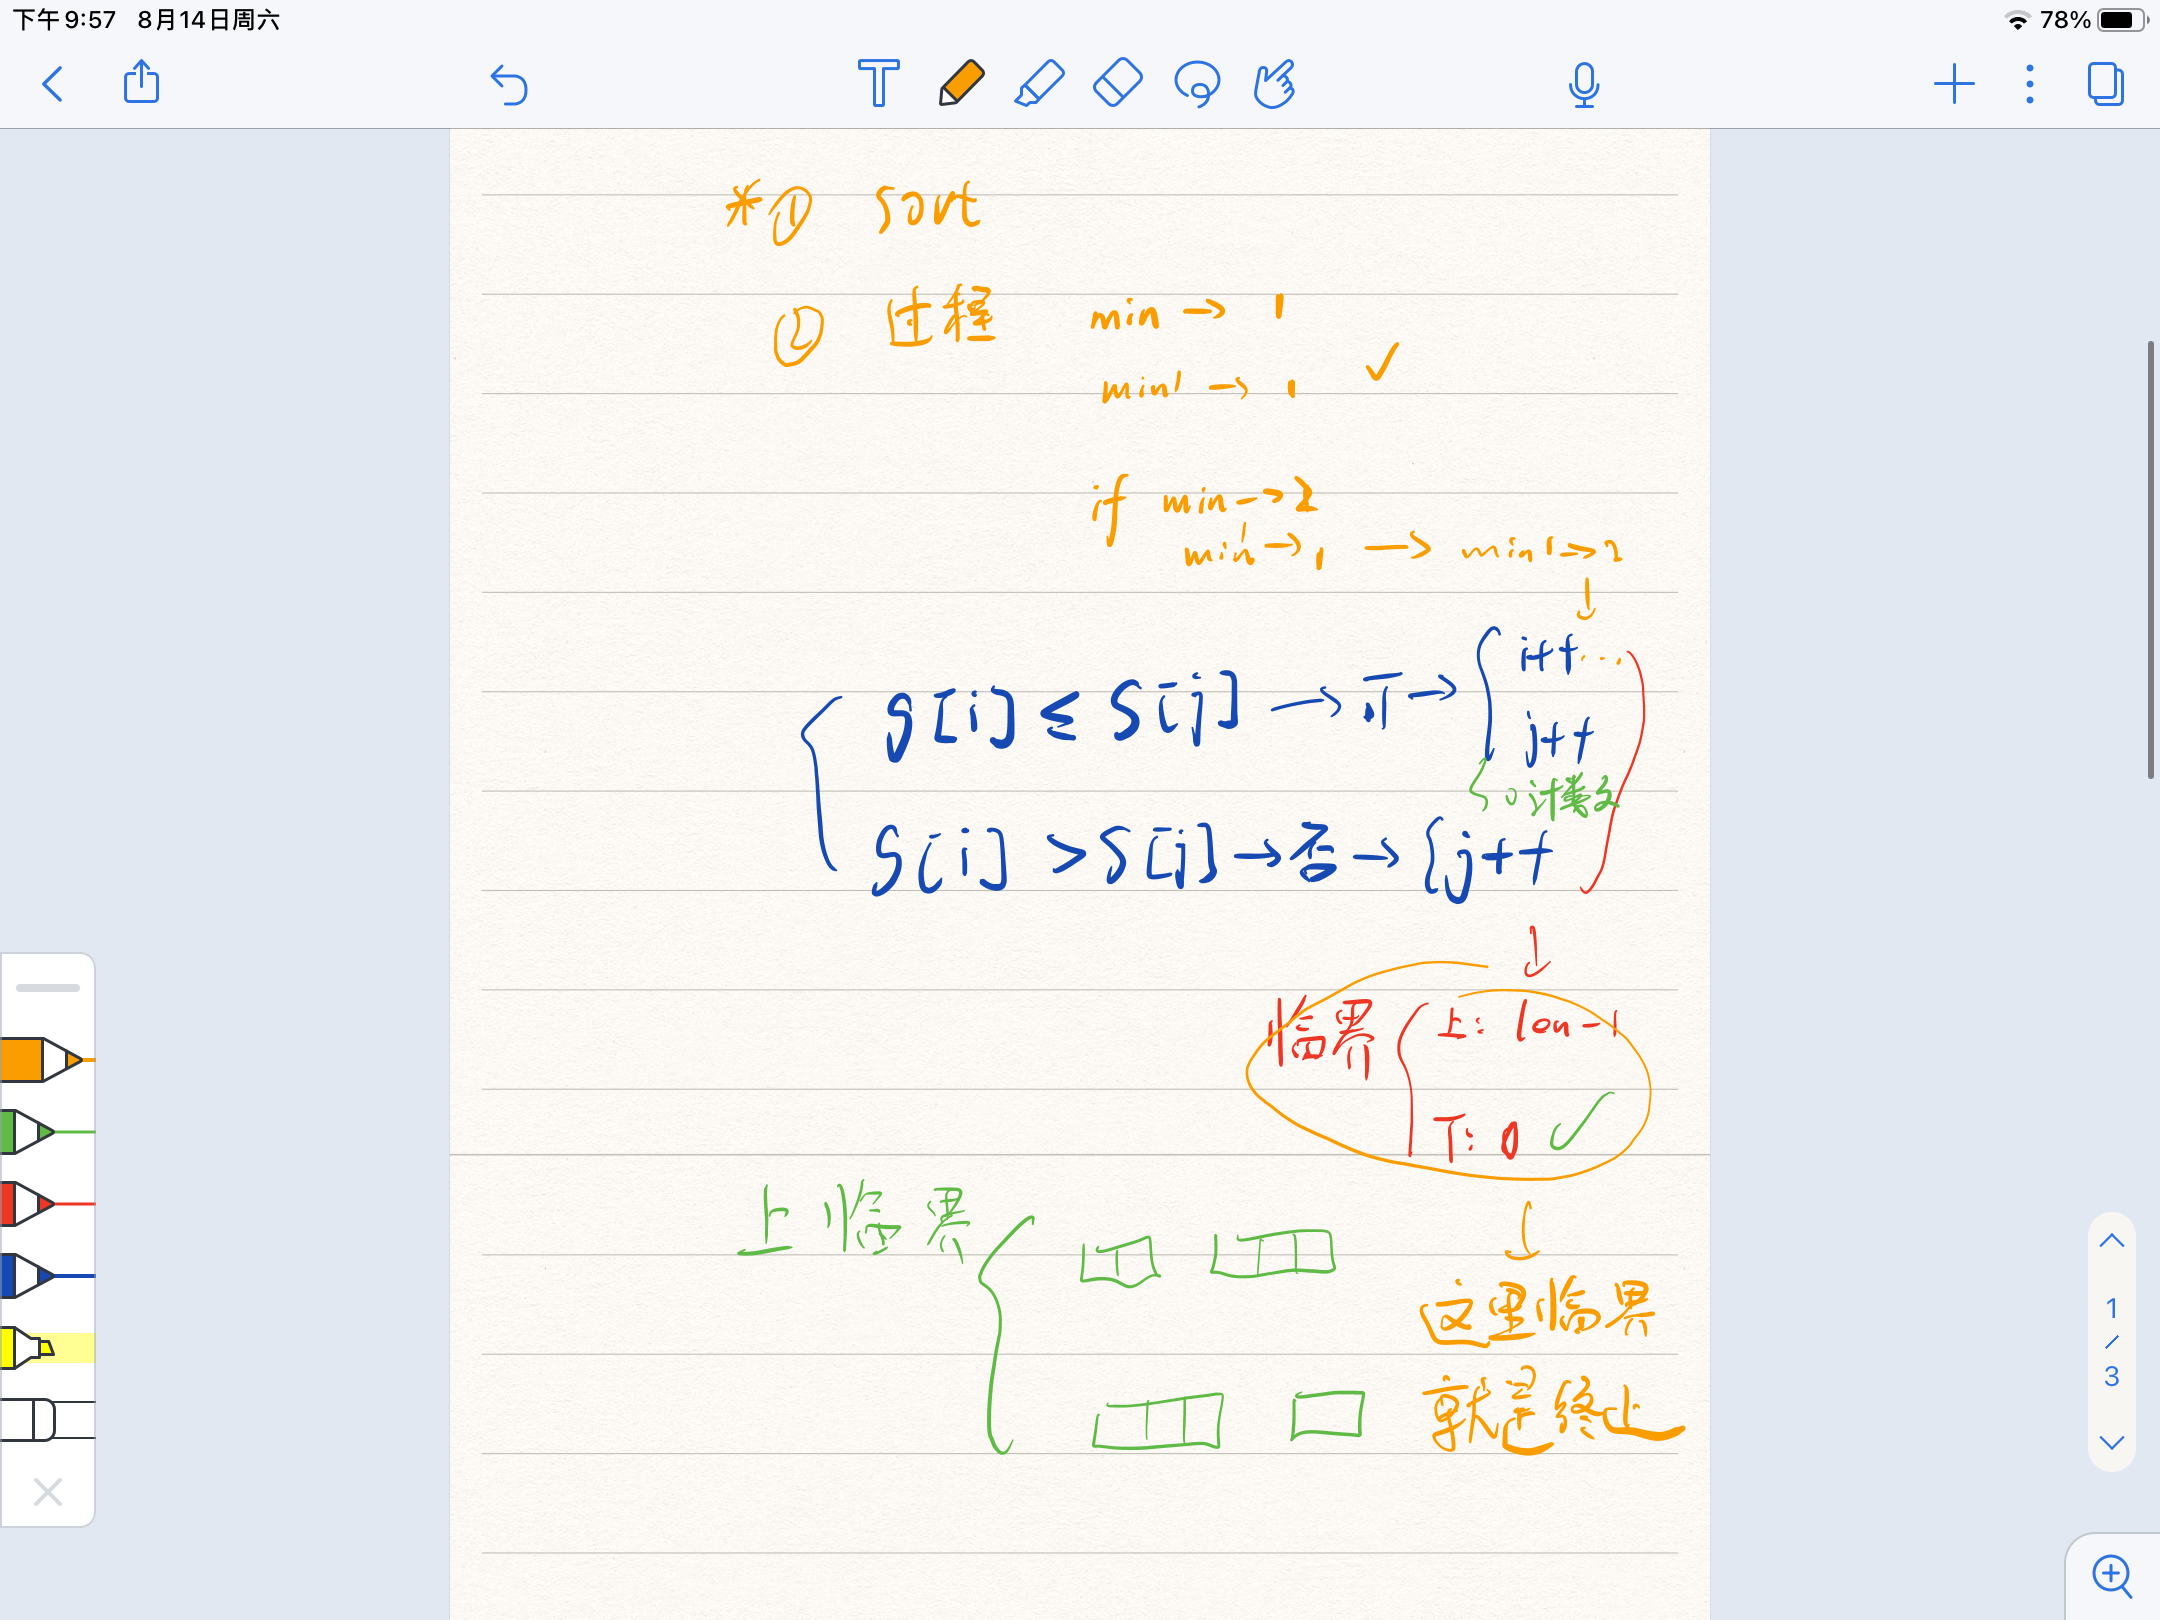 下午9:57 8月14日周六
78%
*① sort
② 过程 min → 1
min' → 1 ✓
if min → 2
min' → 1 → min' → 2
↓
i++ ...
g[i] ≤ s[j] → 可 → {
j++
计数
g[i] > s[j] → 否 → { j++
↓
临界 { 上: len-1
下: 0 ✓
上临界 {
↓
这里临界
就是终止
1
/
3